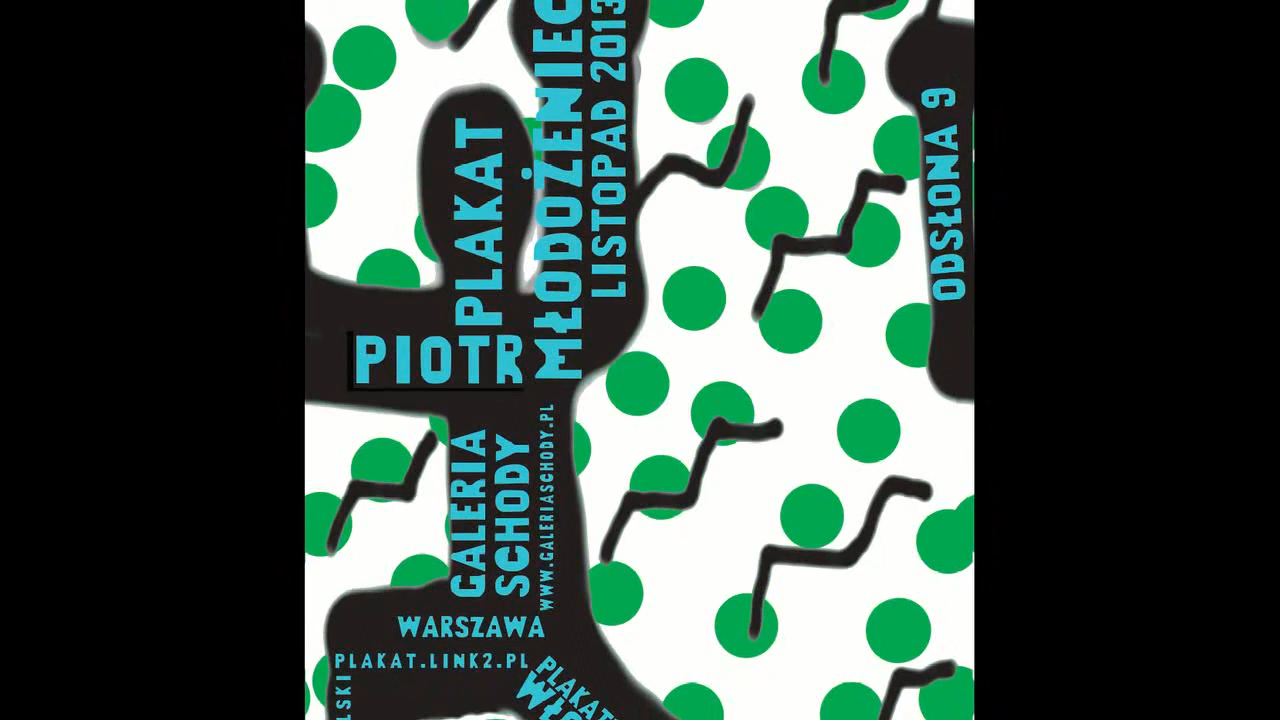 PLAKAT
PIOTR
MŁODOŻENIEC
LISTOPAD 2013
ODSŁONA 9
GALERIA
SCHODY
WWW.GALERIASCHODY.PL
WARSZAWA
PLAKAT.LINK2.PL